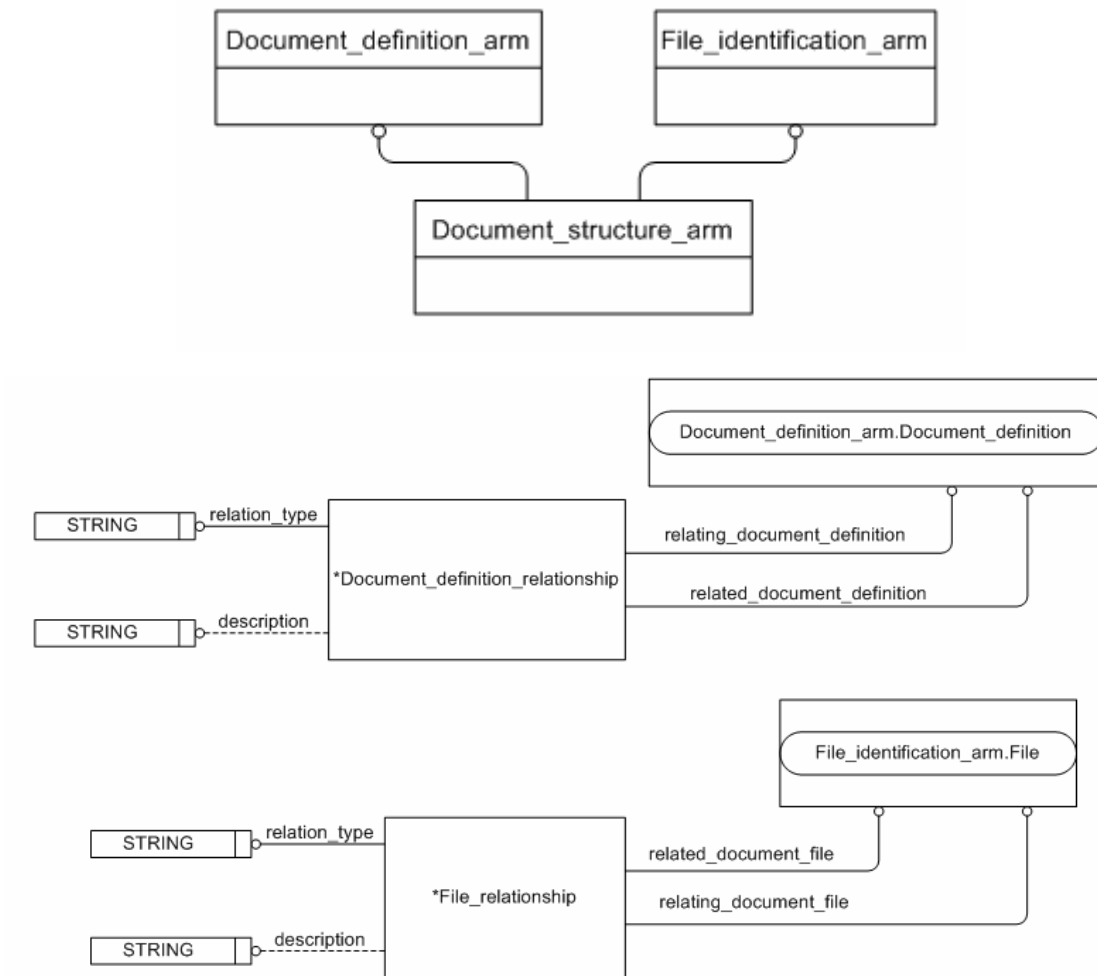 Document_definition_arm
File_identification_arm
Document_structure_arm
Document_definition_arm.Document_definition
STRING
relation_type
relating_document_definition
*Document_definition_relationship
related_document_definition
STRING
description
File_identification_arm.File
STRING
relation_type
related_document_file
*File_relationship
relating_document_file
STRING
description